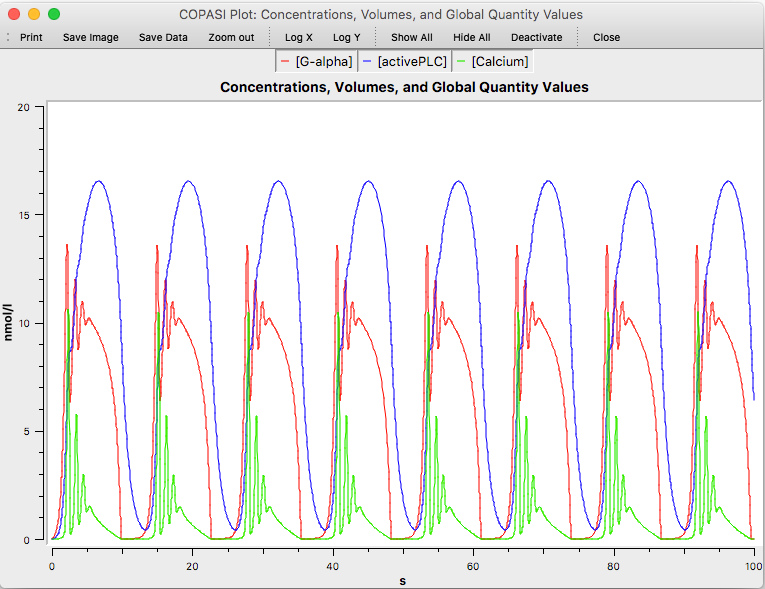 COPASI Plot: Concentrations, Volumes, and Global Quantity Values
Print Save Image Save Data Zoom out Log X Log Y Show All Hide All Deactivate Close
[G-alpha] [activePLC] [Calcium]
Concentrations, Volumes, and Global Quantity Values
20
15
10
5
0
nmol/l
0 20 40 60 80 100
s